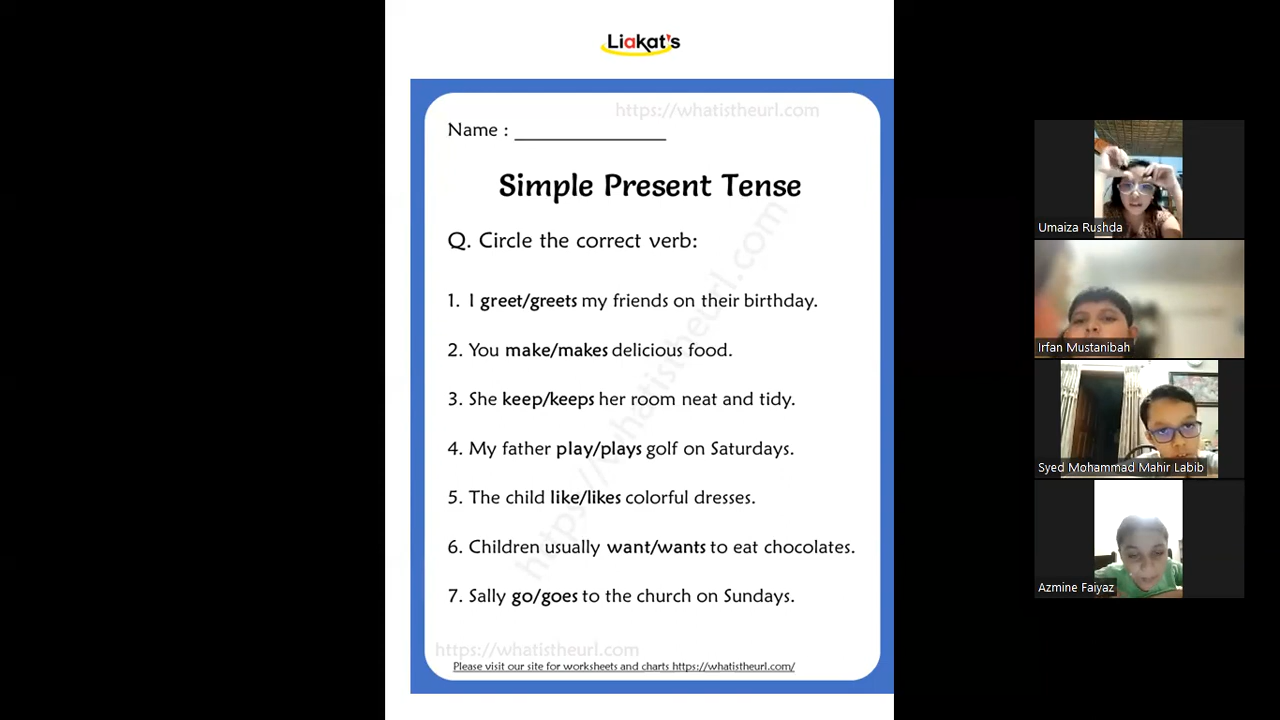 Liakat's
https://whatistheurl.com
Name : _______________
Simple Present Tense
Q. Circle the correct verb:
1. I greet/greets my friends on their birthday.
2. You make/makes delicious food.
3. She keep/keeps her room neat and tidy.
4. My father play/plays golf on Saturdays.
5. The child like/likes colorful dresses.
6. Children usually want/wants to eat chocolates.
7. Sally go/goes to the church on Sundays.
https://whatistheurl.com
https://whatistheurl.com
Please visit our site for worksheets and charts https://whatistheurl.com/
Umaiza Rushda
Irfan Mustanibah
Syed Mohammad Mahir Labib
Azmine Faiyaz